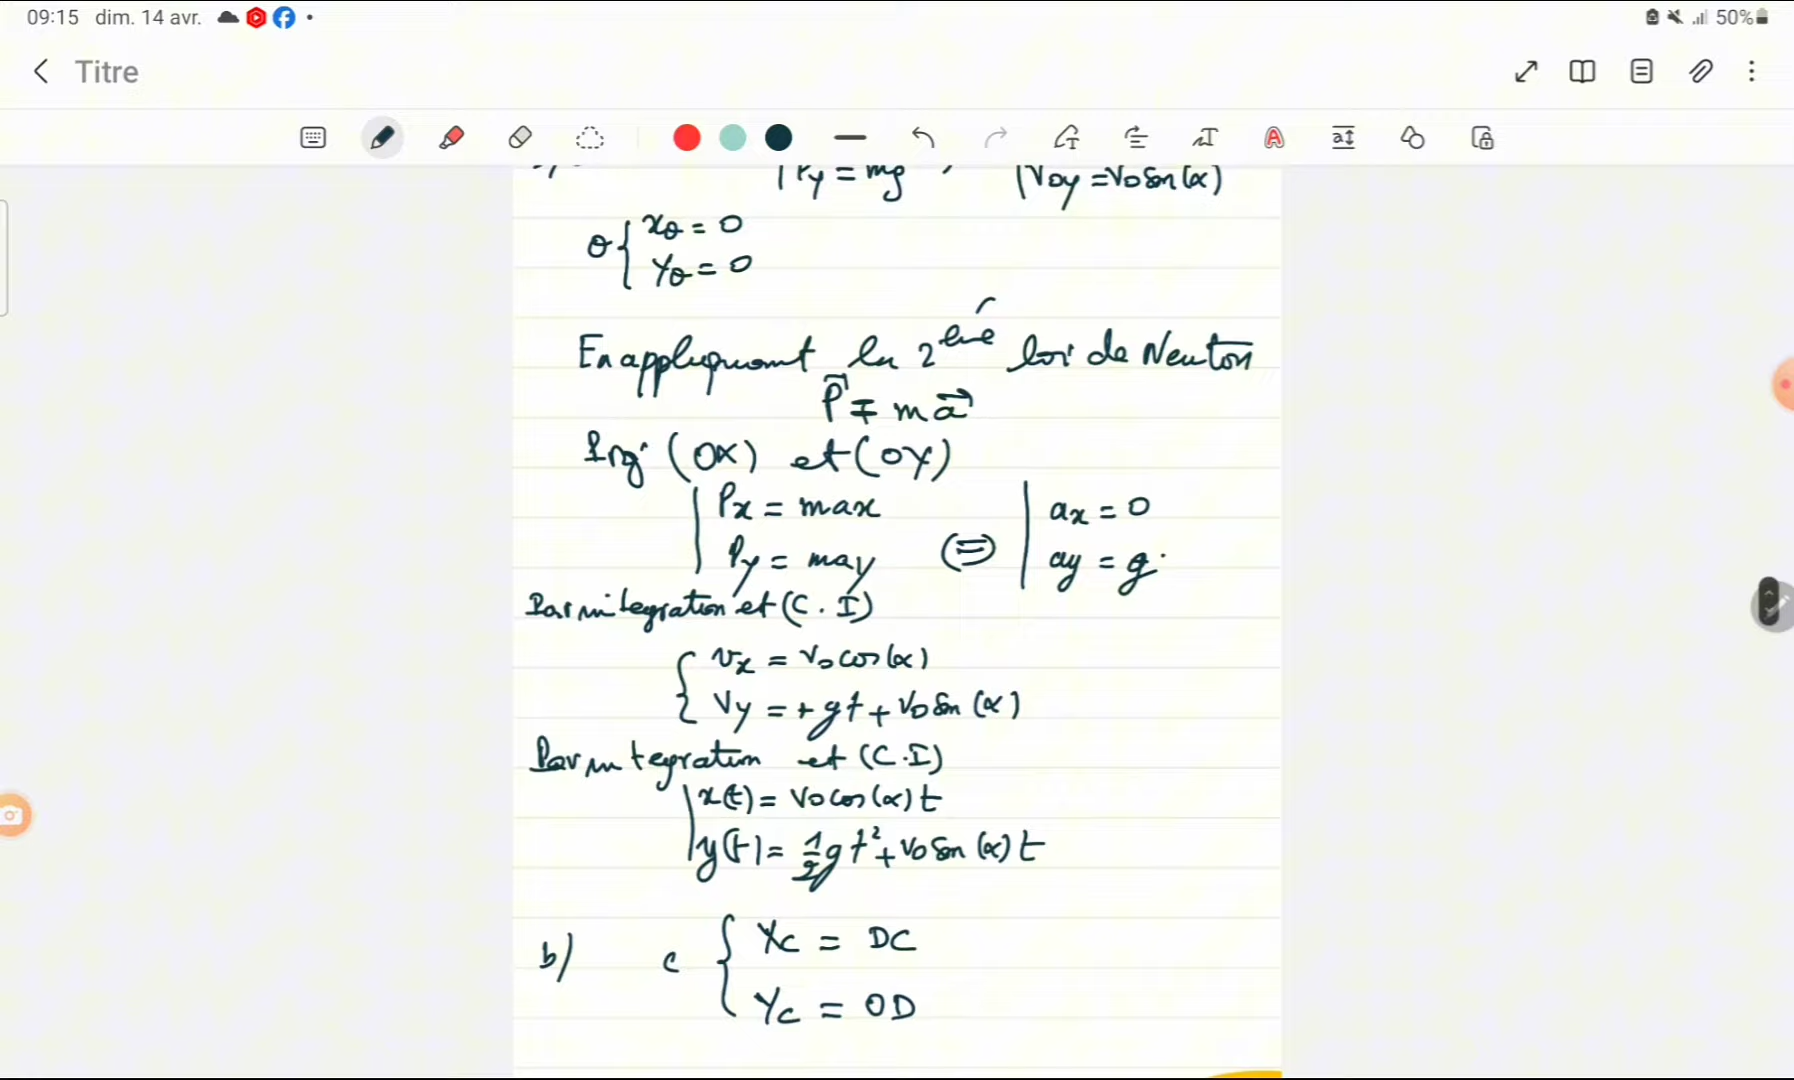 09:15 dim. 14 avr. 50%
Titre
Py = mg , Voy = Vo Sin(α)
O { xo = 0
Yo = 0
En appliquant la 2ème loi de Newton
P = ma
Proj (OX) et (OY)
Px = max
Py = may (=) ax = 0
ay = g
Par integration et (C.I)
Vx = Vo cos(α)
Vy = + gt + Vo Sin (α)
Par integration et (C.I)
x(t) = Vo cos(α) t
y(t) = 1/2 g t² + Vo Sin (α) t
b) C { Xc = DC
Yc = OD